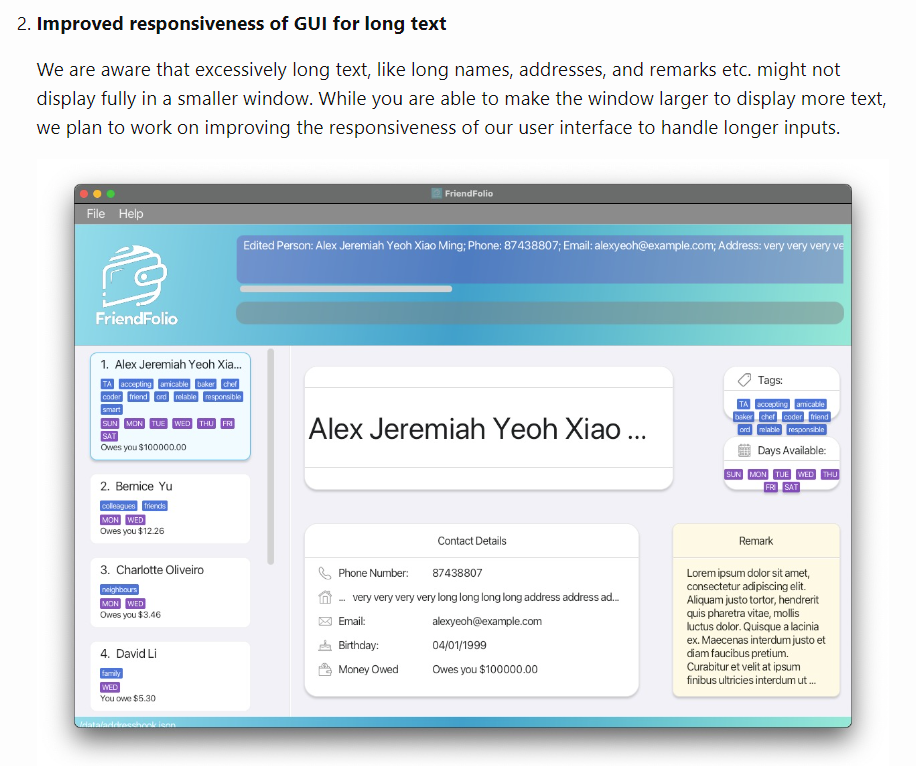 2. Improved responsiveness of GUI for long text
We are aware that excessively long text, like long names, addresses, and remarks etc. might not
display fully in a smaller window. While you are able to make the window larger to display more text,
we plan to work on improving the responsiveness of our user interface to handle longer inputs.
FriendFolio
File Help
Edited Person: Alex Jeremiah Yeoh Xiao Ming; Phone: 87438807; Email: alexyeoh@example.com; Address: very very very ve
FriendFolio
1. Alex Jeremiah Yeoh Xia...
TA accepting amicable baker chef
coder friend ord reliable responsible
smart
SUN MON TUE WED THU FRI
SAT
Owes you $100000.00
2. Bernice Yu
colleagues friends
MON WED
Owes you $12.26
3. Charlotte Oliveiro
neighbours
MON WED
Owes you $3.46
4. David Li
family
WED
You owe $5.30
Alex Jeremiah Yeoh Xiao ...
Tags:
TA accepting amicable
baker chef coder friend
ord reliable responsible
Days Available:
SUN MON TUE WED THU
FRI SAT
Contact Details
Phone Number: 87438807
... very very very very long long long long address address ad...
Email: alexyeoh@example.com
Birthday: 04/01/1999
Money Owed Owes you $100000.00
Remark
Lorem ipsum dolor sit amet,
consectetur adipiscing elit.
Aliquam justo tortor, hendrerit
quis pharetra vitae, mollis
luctus dolor. Quisque a lacinia
ex. Maecenas interdum justo et
diam faucibus pretium.
Curabitur et velit at ipsum
finibus ultricies interdum ut ...
/data/addressbook.json